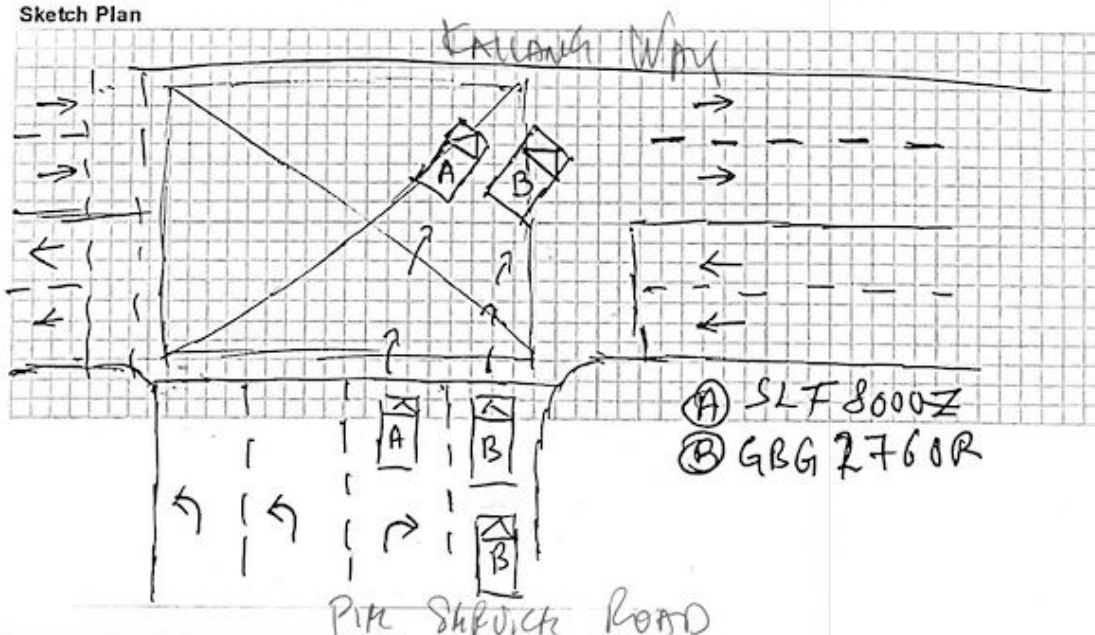 Sketch Plan
KALLANG WAY
A
B
A
B
B
A SLF 8000Z
B GBG 2760R
PIE SERVICE ROAD